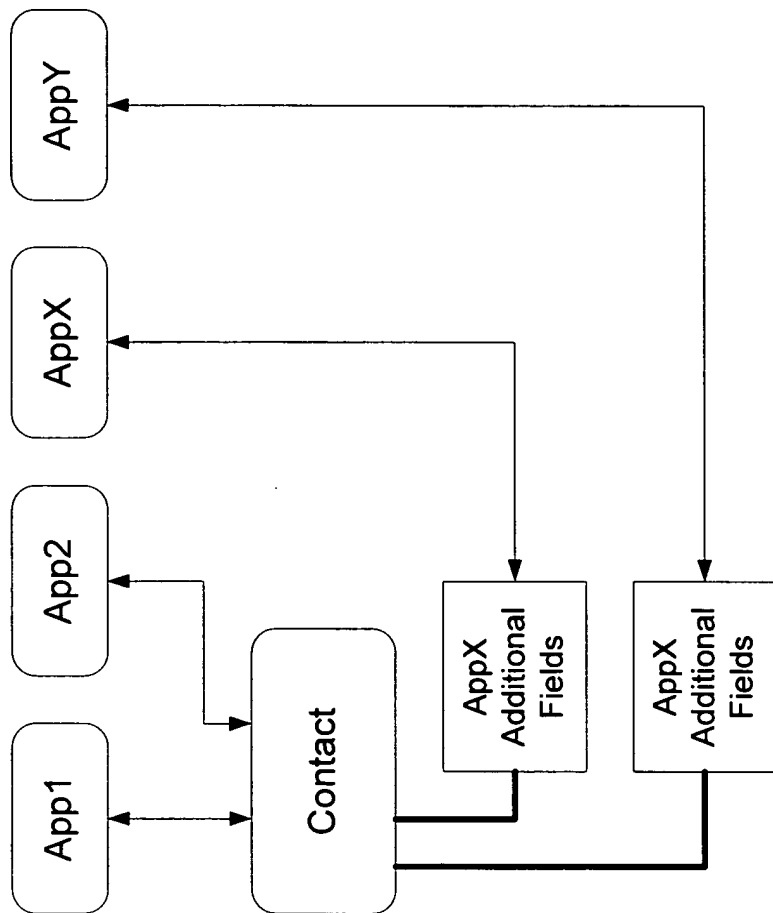 App1
App2
AppX
AppY
Contact
AppX
Additional
Fields
AppX
Additional
Fields